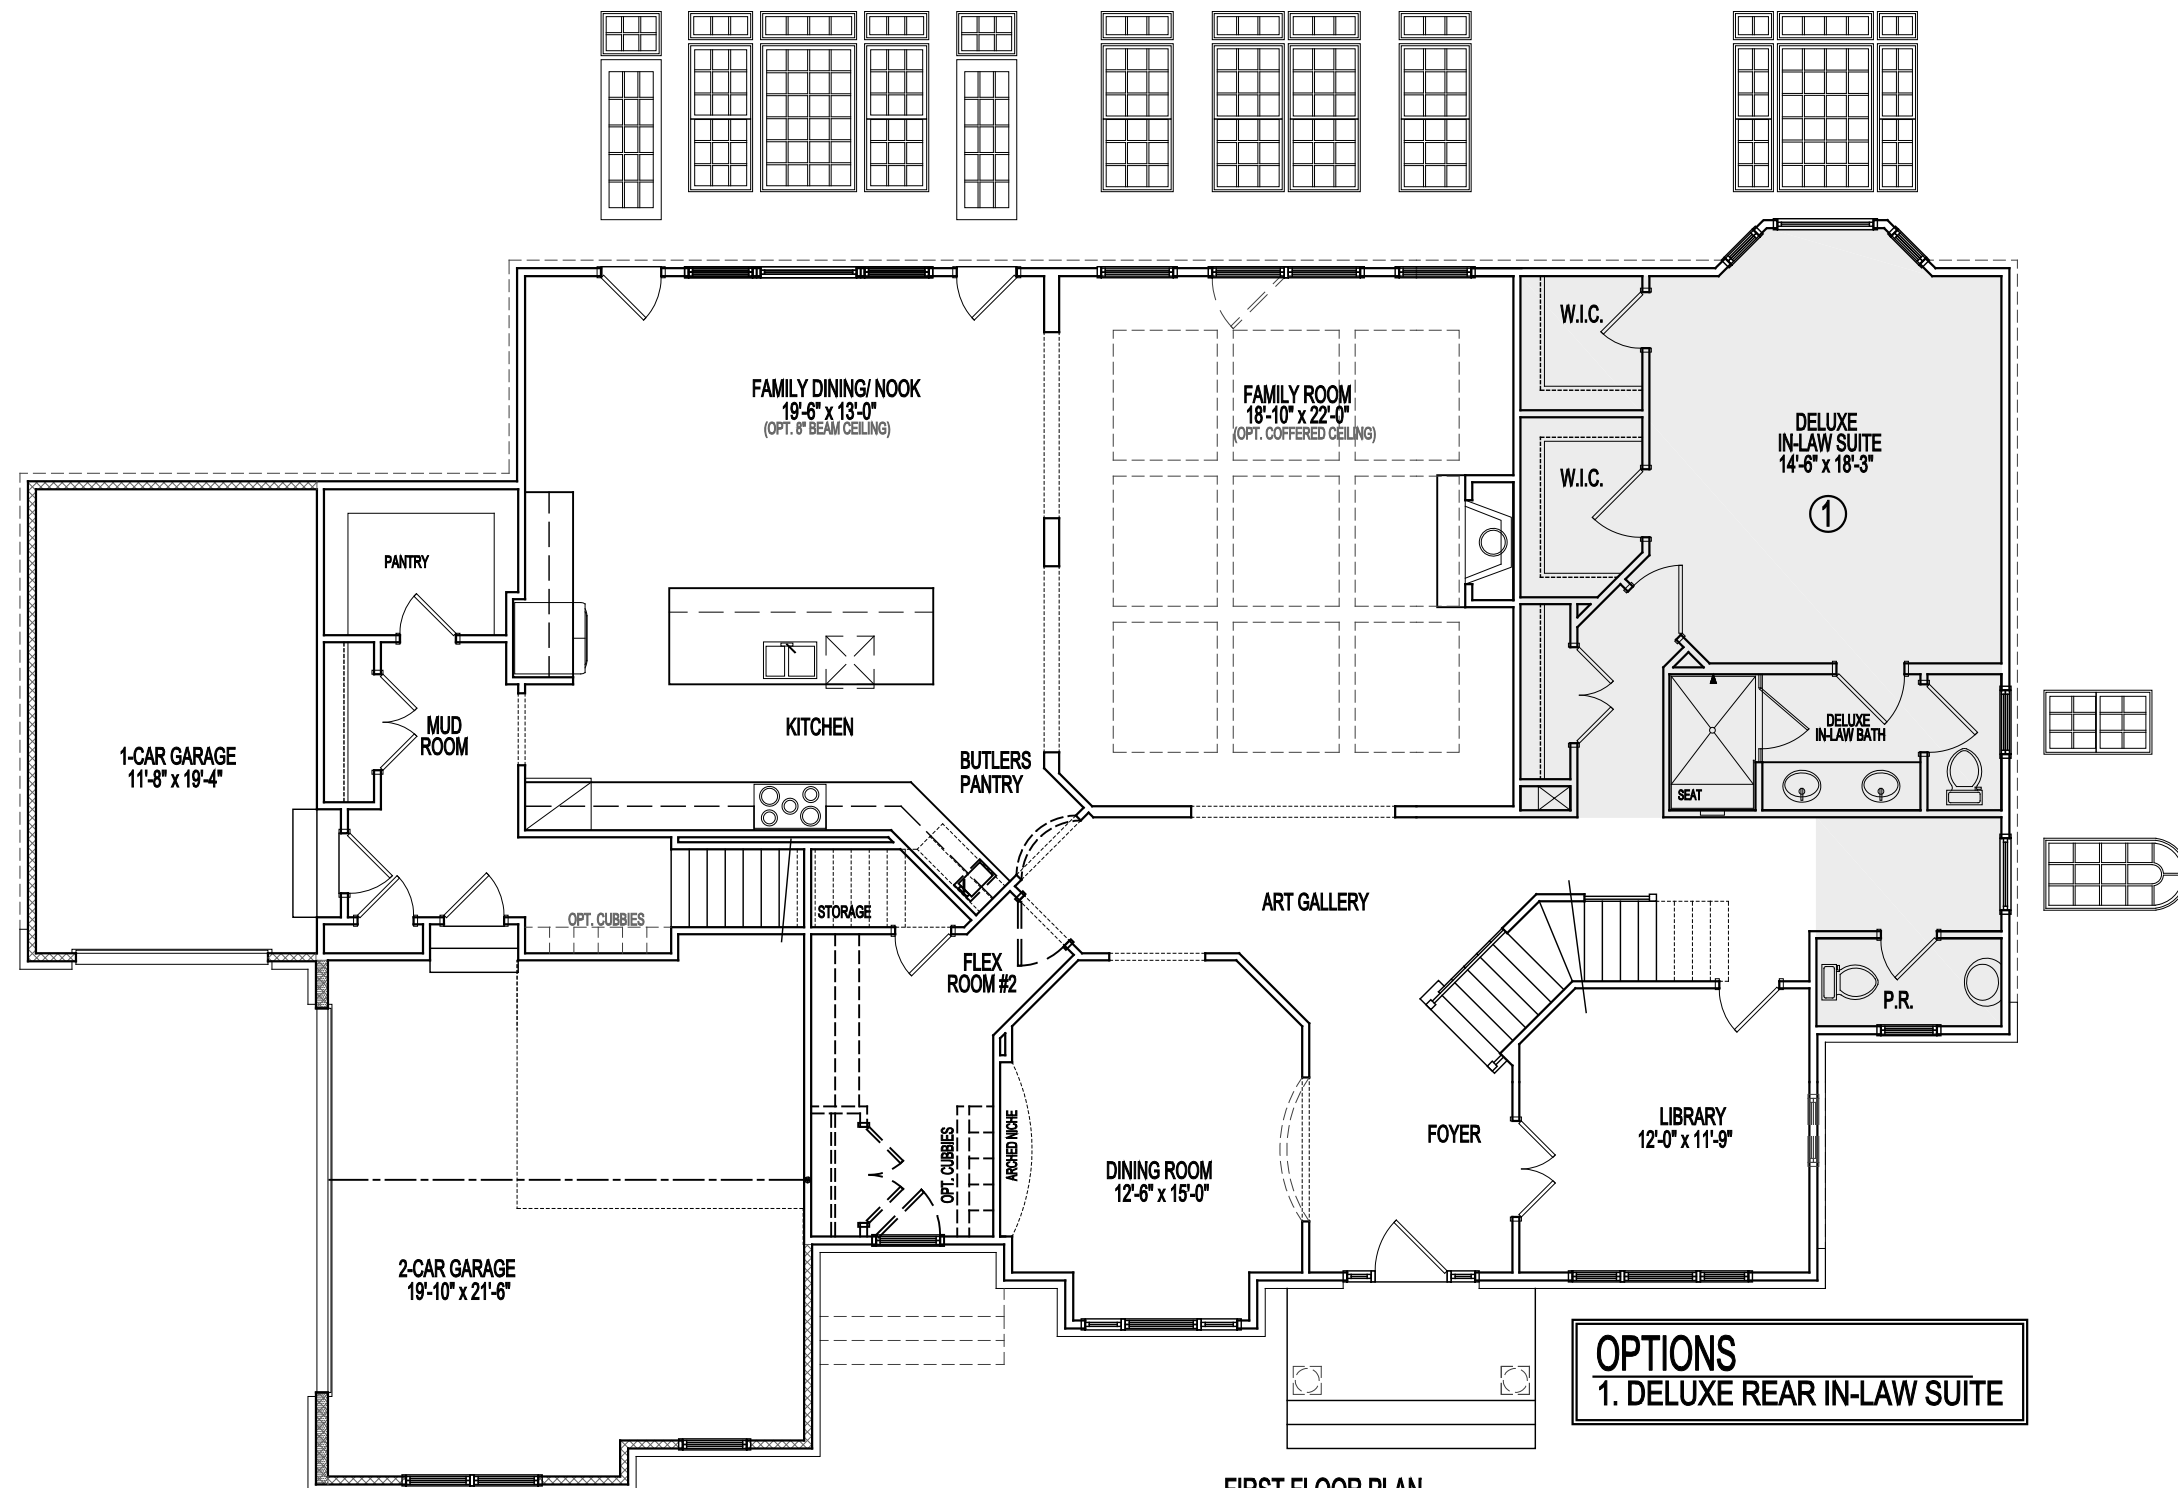 FAMILY DINING/ NOOK
19'-6" x 13'-0"
(OPT. 8" BEAM CEILING)
FAMILY ROOM
18'-10" x 22'-0"
(OPT. COFFERED CEILING)
W.I.C.
W.I.C.
DELUXE
IN-LAW SUITE
14'-6" x 18'-3"
1
PANTRY
MUD
ROOM
KITCHEN
BUTLERS
PANTRY
1-CAR GARAGE
11'-8" x 19'-4"
DELUXE
IN-LAW BATH
SEAT
OPT. CUBBIES
STORAGE
ART GALLERY
FLEX
ROOM #2
P.R.
OPT. CUBBIES
ARCHED NICHE
DINING ROOM
12'-6" x 15'-0"
FOYER
LIBRARY
12'-0" x 11'-9"
2-CAR GARAGE
19'-10" x 21'-6"
OPTIONS
1. DELUXE REAR IN-LAW SUITE
FIRST FLOOR PLAN